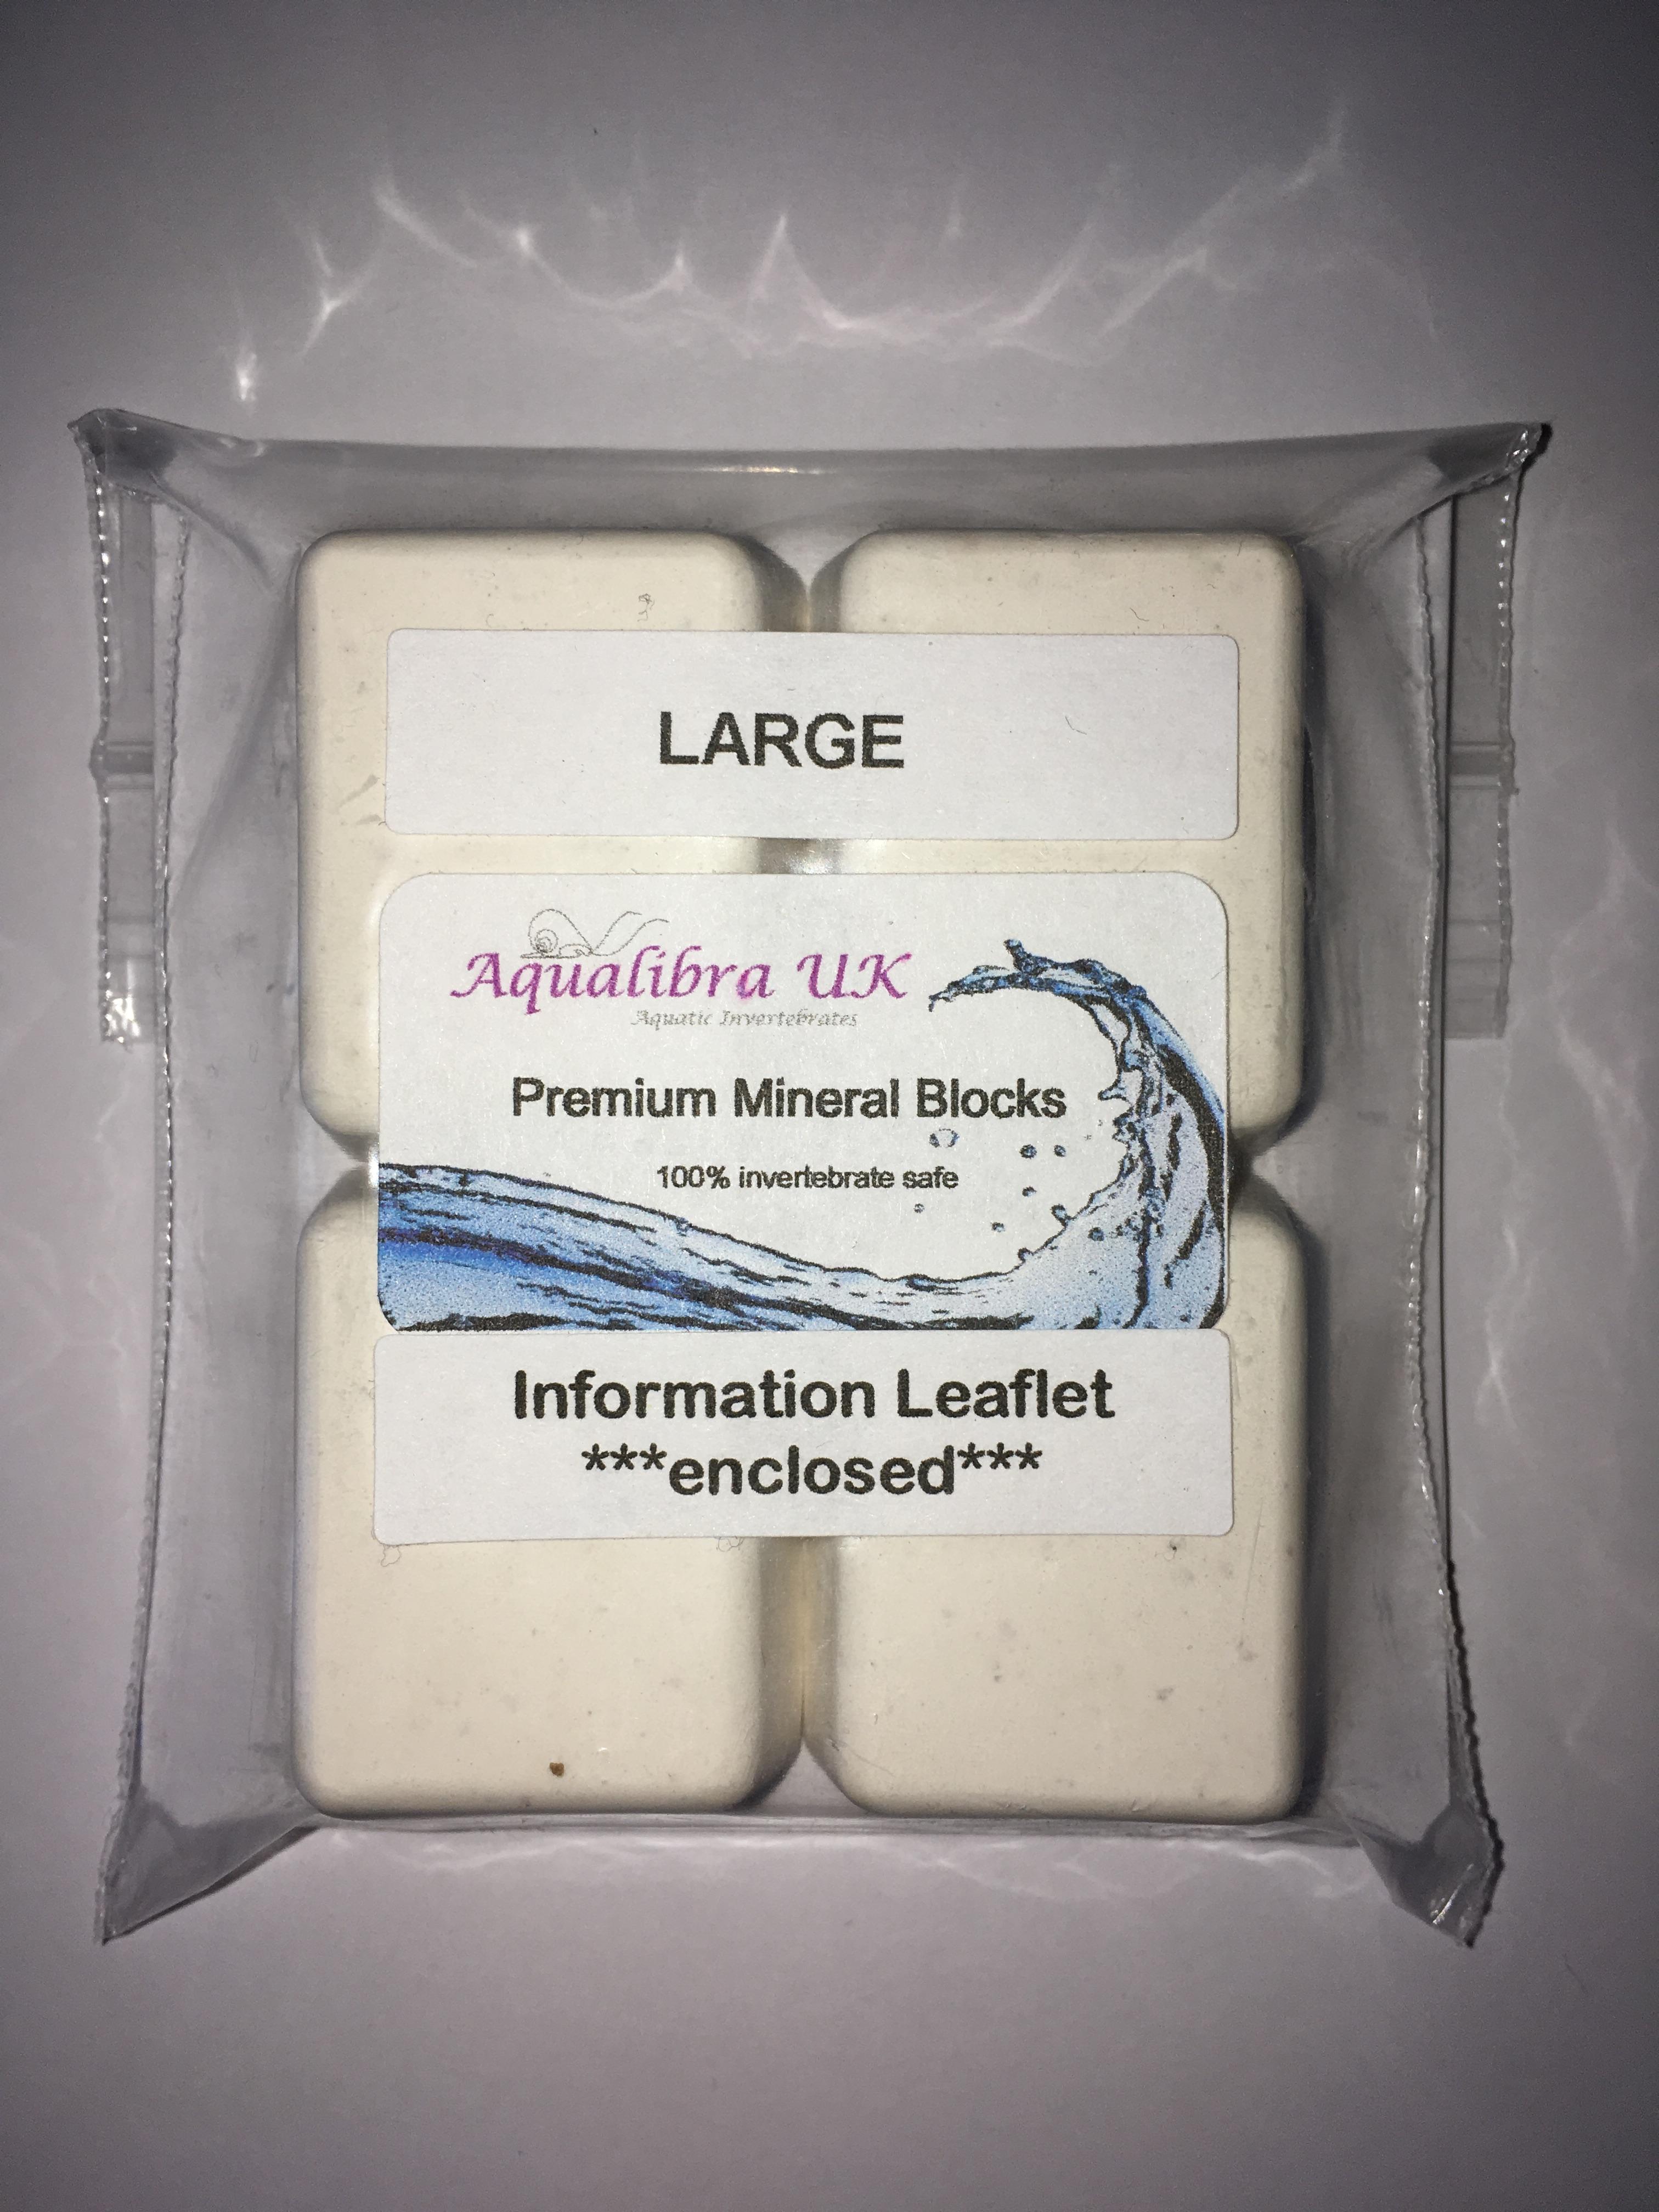 LARGE
Aqualibra UK
Aquatic Invertebrates
Premium Mineral Blocks
100% invertebrate safe
Information Leaflet
***enclosed***